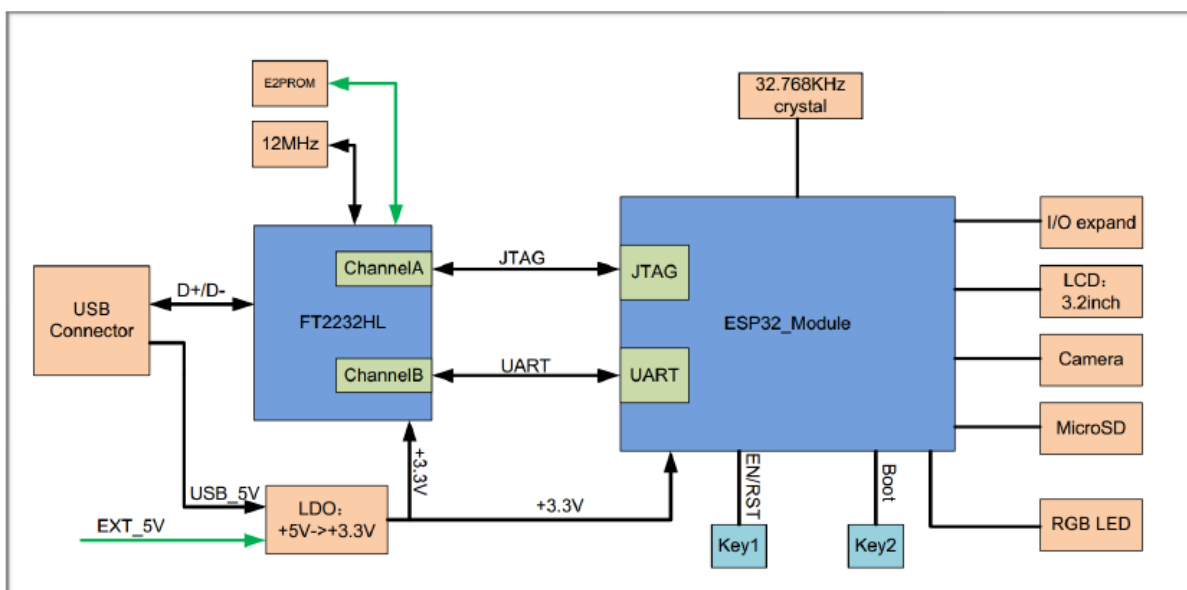 E2PROM
12MHz
32.768KHz
crystal
I/O expand
ChannelA
JTAG
JTAG
LCD：
3.2inch
USB
Connector
D+/D-
FT2232HL
ESP32_Module
Camera
ChannelB
UART
UART
MicroSD
+3.3V
EN/RST
Boot
USB_5V
LDO：
+5V->+3.3V
+3.3V
EXT_5V
Key1
Key2
RGB LED